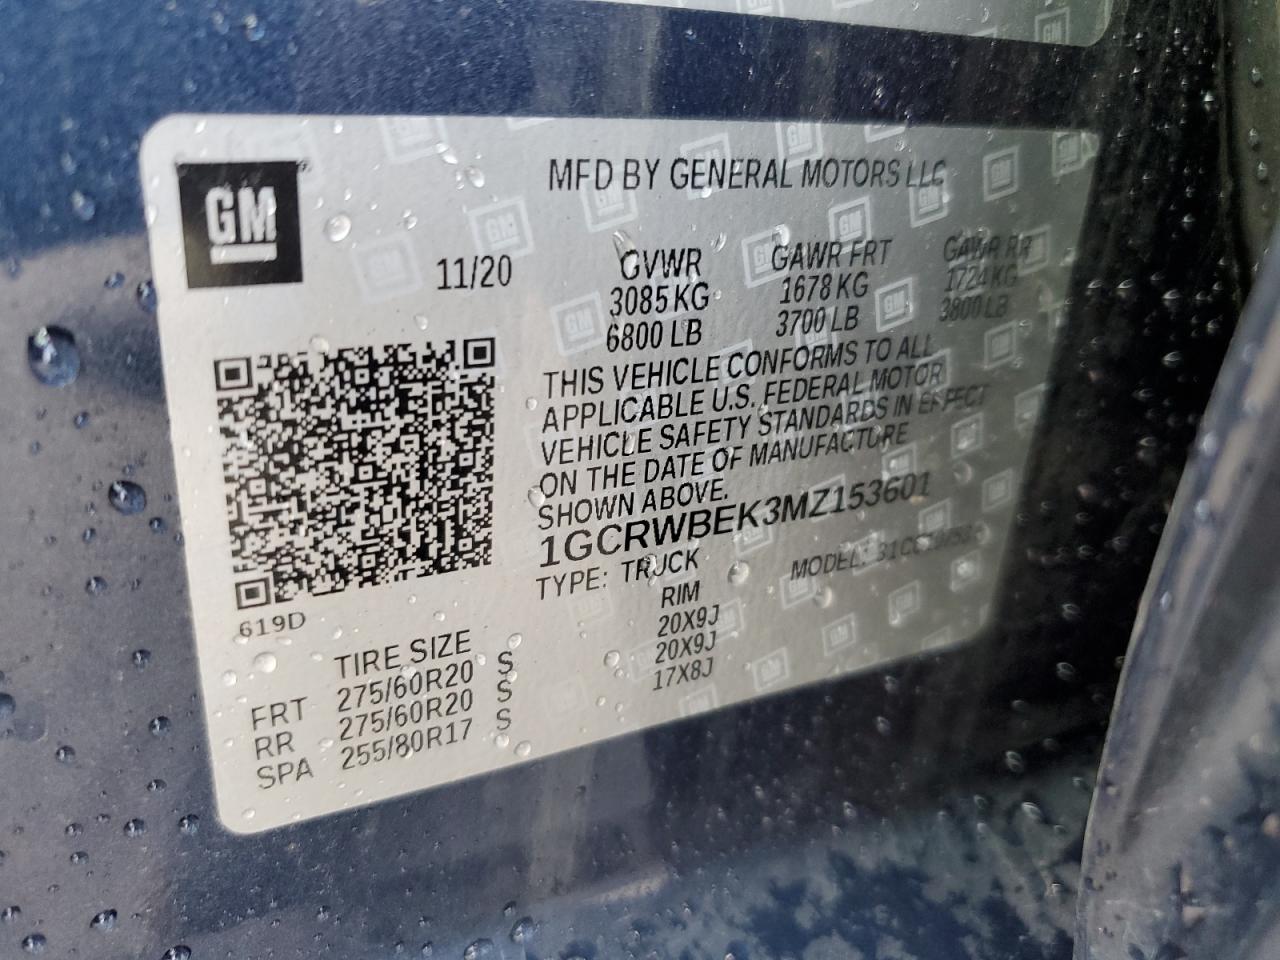 GM
MFD BY GENERAL MOTORS LLC
11/20
GVWR GAWR FRT GAWR RR
3085 KG 1678 KG 1724 KG
6800 LB 3700 LB 3800 LB
THIS VEHICLE CONFORMS TO ALL
APPLICABLE U.S. FEDERAL MOTOR
VEHICLE SAFETY STANDARDS IN EFFECT
ON THE DATE OF MANUFACTURE
SHOWN ABOVE.
1GCRWBEK3MZ153601
TYPE: TRUCK MODEL:
619D
TIRE SIZE RIM
FRT 275/60R20 S 20X9J
RR 275/60R20 S 20X9J
SPA 255/80R17 S 17X8J